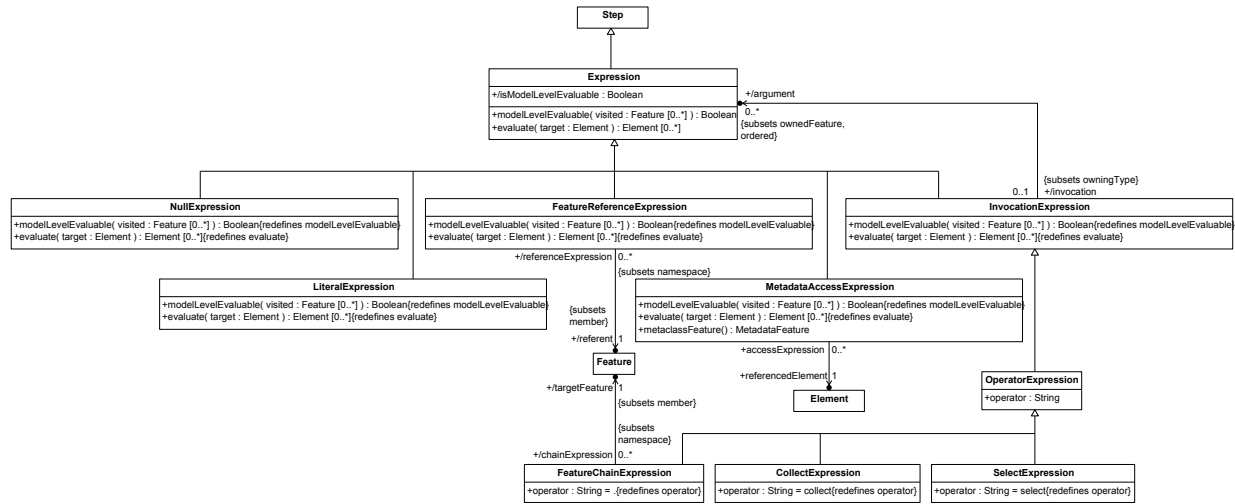 Step
Expression
+/isModelLevelEvaluable : Boolean
+modelLevelEvaluable( visited : Feature [0..*] ) : Boolean
+evaluate( target : Element ) : Element [0..*]
+/argument
0..*
{subsets ownedFeature,
ordered}
{subsets owningType}
0..1
+/invocation
NullExpression
+modelLevelEvaluable( visited : Feature [0..*] ) : Boolean{redefines modelLevelEvaluable}
+evaluate( target : Element ) : Element [0..*]{redefines evaluate}
FeatureReferenceExpression
+modelLevelEvaluable( visited : Feature [0..*] ) : Boolean{redefines modelLevelEvaluable}
+evaluate( target : Element ) : Element [0..*]{redefines evaluate}
InvocationExpression
+modelLevelEvaluable( visited : Feature [0..*] ) : Boolean{redefines modelLevelEvaluable}
+evaluate( target : Element ) : Element [0..*]{redefines evaluate}
+/referenceExpression
0..*
{subsets namespace}
LiteralExpression
+modelLevelEvaluable( visited : Feature [0..*] ) : Boolean{redefines modelLevelEvaluable}
+evaluate( target : Element ) : Element [0..*]{redefines evaluate}
MetadataAccessExpression
+modelLevelEvaluable( visited : Feature [0..*] ) : Boolean{redefines modelLevelEvaluable}
+evaluate( target : Element ) : Element [0..*]{redefines evaluate}
+metaclassFeature() : MetadataFeature
{subsets
member}
+/referent
1
Feature
+/targetFeature
1
{subsets member}
+accessExpression
0..*
+referencedElement
1
Element
OperatorExpression
+operator : String
{subsets
namespace}
+/chainExpression
0..*
FeatureChainExpression
+operator : String = .{redefines operator}
CollectExpression
+operator : String = collect{redefines operator}
SelectExpression
+operator : String = select{redefines operator}